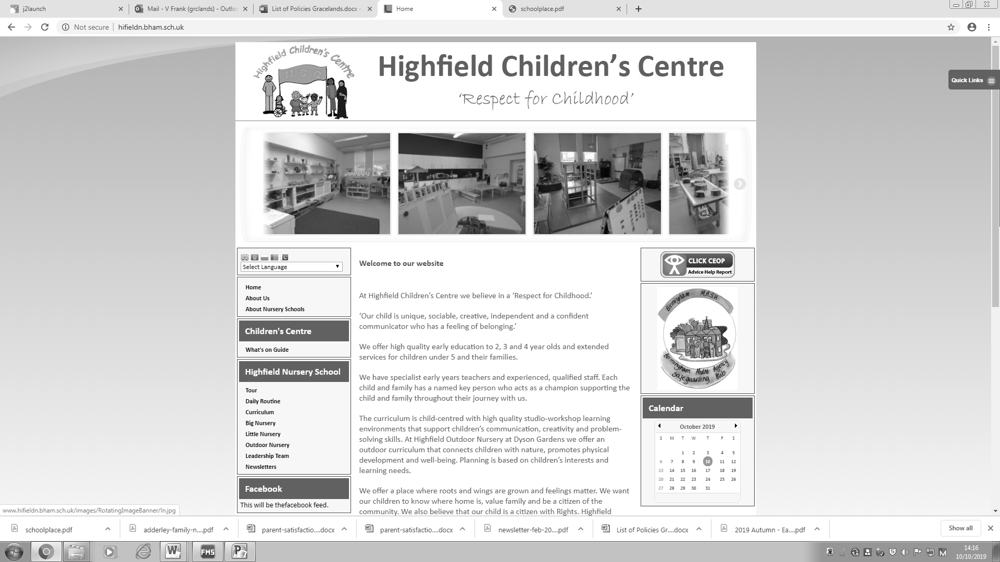 j2launch
Mail - V Frank (grclands) - Outloo
List of Policies Gracelands.docx -
Home
schoolplace.pdf
Not secure
hifieldn.bham.sch.uk
Highfield Children's Centre
HCC
Highfield Children’s Centre
‘Respect for Childhood’
Quick Links
Select Language
Home
About Us
About Nursery Schools
Children's Centre
What's on Guide
Highfield Nursery School
Tour
Daily Routine
Curriculum
Big Nursery
Little Nursery
Outdoor Nursery
Leadership Team
Newsletters
Facebook
This will be thefacebook feed.
Welcome to our website
At Highfield Children’s Centre we believe in a ‘Respect for Childhood.’
‘Our child is unique, sociable, creative, independent and a confident
communicator who has a feeling of belonging.’
We offer high quality early education to 2, 3 and 4 year olds and extended
services for children under 5 and their families.
We have specialist early years teachers and experienced, qualified staff. Each
child and family has a named key person who acts as a champion supporting the
child and family throughout their journey with us.
The curriculum is child-centred with high quality studio-workshop learning
environments that support children’s communication, creativity and problem-
solving skills. At Highfield Outdoor Nursery at Dyson Gardens we offer an
outdoor curriculum that connects children with nature, promotes physical
development and well-being. Planning is based on children’s interests and
learning needs.
We offer a place where roots and wings are grown and feelings matter. We want
our children to know where home is, value family and be a citizen of the
community. We also believe that our child is a citizen with Rights. Highfield
CLICK CEOP
Advice Help Report
Birmingham M.A.S.H.
Birmingham Multi Agency
Safeguarding Hub
Calendar
October 2019
S M T W T F S
1 2 3 4 5
6 7 8 9 10 11 12
13 14 15 16 17 18 19
20 21 22 23 24 25 26
27 28 29 30 31
www.hifieldn.bham.sch.uk/images/RotatingImageBanner/ln.jpg
schoolplace.pdf
adderley-family-n....pdf
parent-satisfactio....docx
parent-satisfactio....docx
newsletter-feb-20....pdf
List of Policies Gr....docx
2019 Autumn - Ea....pdf
Show all
FMS
14:16
10/10/2019